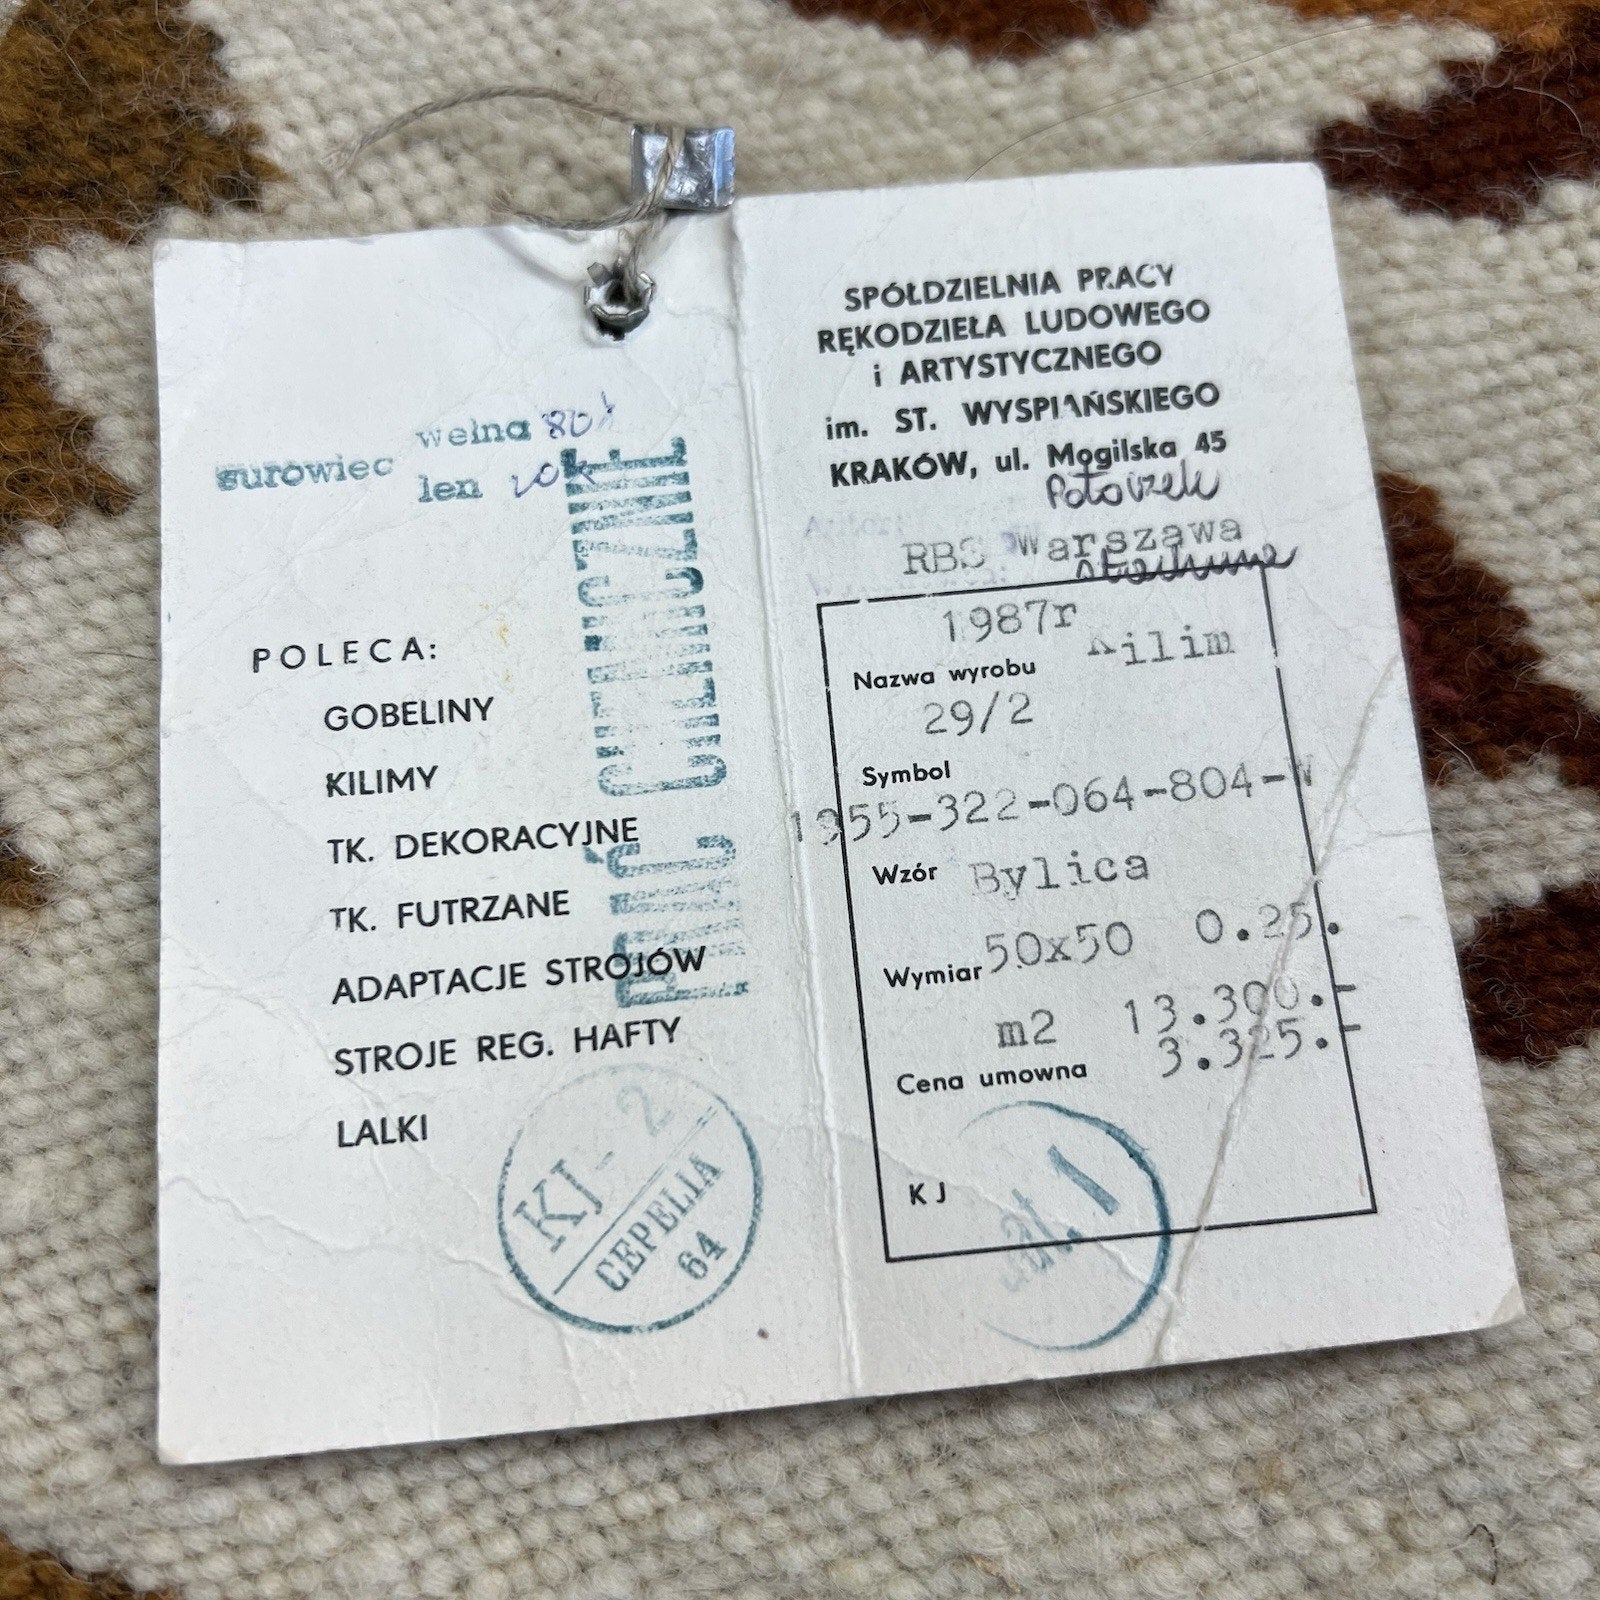 wełna 80%
surowiec
len 20%
PRAĆ CHEMICZNIE
POLECA:
GOBELINY
KILIMY
TK. DEKORACYJNE
TK. FUTRZANE
ADAPTACJE STROJÓW
STROJE REG. HAFTY
LALKI
KJ-2
CEPELIA
64
SPÓŁDZIELNIA PRACY
RĘKODZIEŁA LUDOWEGO
i ARTYSTYCZNEGO
im. ST. WYSPIAŃSKIEGO
KRAKÓW, ul. Mogilska 45
RBS Warszawa
1987r
Nazwa wyrobu Kilim
29/2
Symbol
1955-322-064-804-W
Wzór Bylica
Wymiar 50x50 0.25.
m2 13.300.-
Cena umowna 3.325.-
KJ